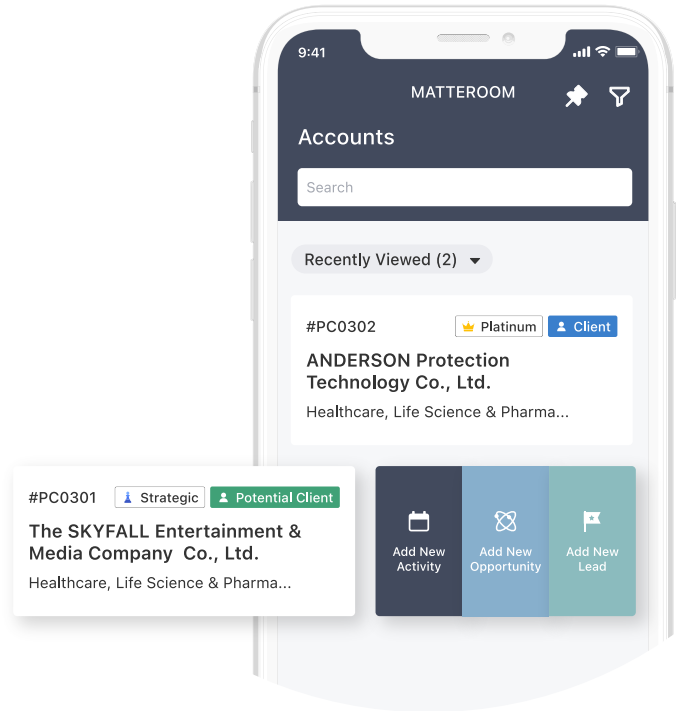 9:41
MATTEROOM
Accounts
Search
Recently Viewed (2)
#PC0302
Platinum
Client
ANDERSON Protection
Technology Co., Ltd.
Healthcare, Life Science & Pharma...
#PC0301
Strategic
Potential Client
The SKYFALL Entertainment &
Media Company  Co., Ltd.
Healthcare, Life Science & Pharma...
Add New
Activity
Add New
Opportunity
Add New
Lead